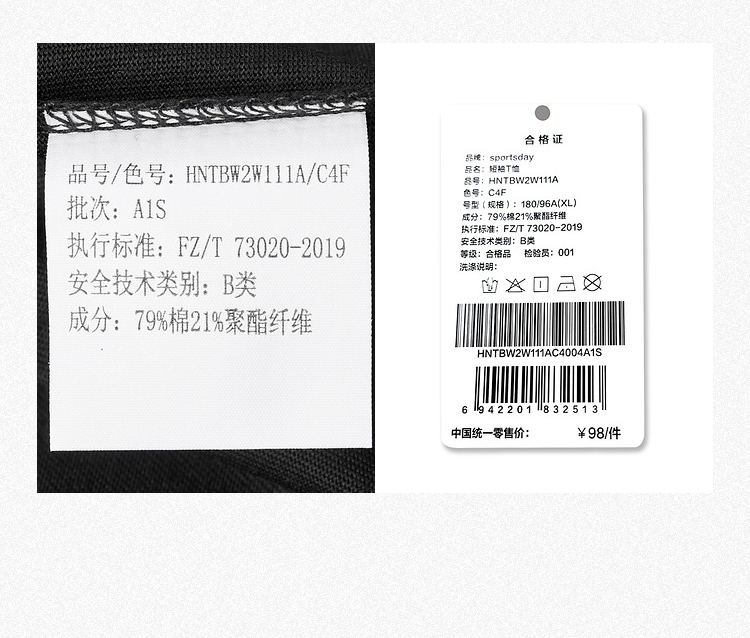 品号/色号: HNTBW2W111A/C4F
批次: A1S
执行标准: FZ/T 73020-2019
安全技术类别: B类
成分: 79%棉21%聚酯纤维
合格证
品牌: sportsday
品名: 短袖T恤
品号: HNTBW2W111A
色号: C4F
号型(规格): 180/96A(XL)
成分: 79%棉21%聚酯纤维
执行标准: FZ/T 73020-2019
安全技术类别: B类
等级: 合格品 检验员: 001
洗涤说明:
HNTBW2W111AC4004A1S
6 942201 832513
中国统一零售价: ¥98/件